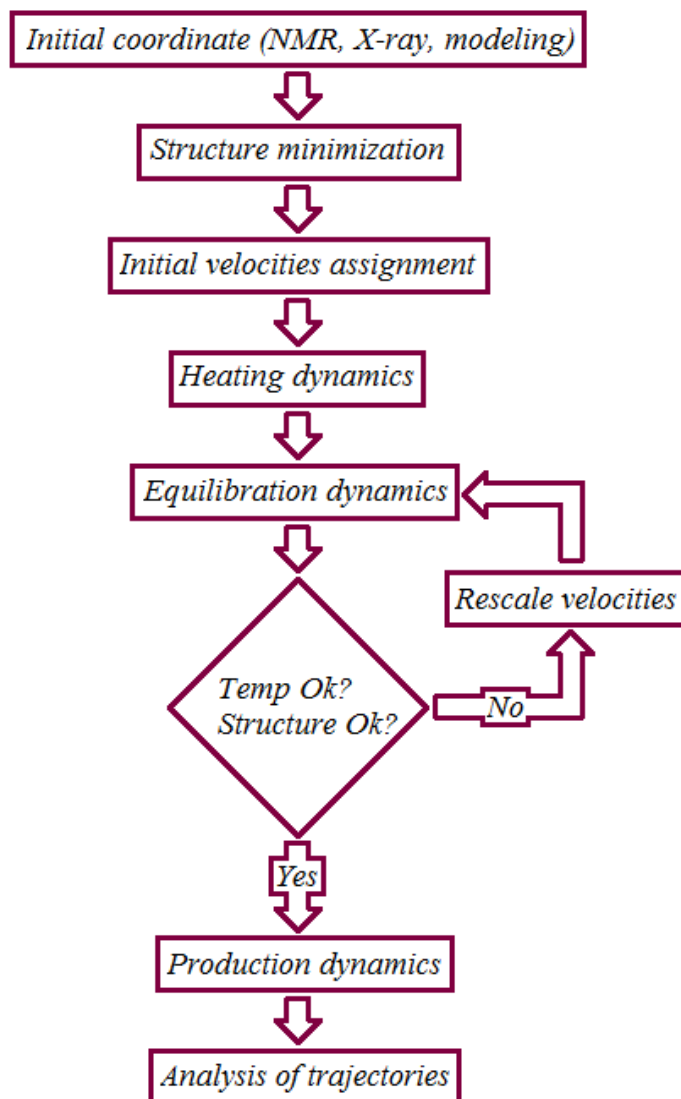 Initial coordinate (NMR, X-ray, modeling)
Structure minimization
Initial velocities assignment
Heating dynamics
Equilibration dynamics
Rescale velocities
Temp Ok?
Structure Ok?
No
Yes
Production dynamics
Analysis of trajectories